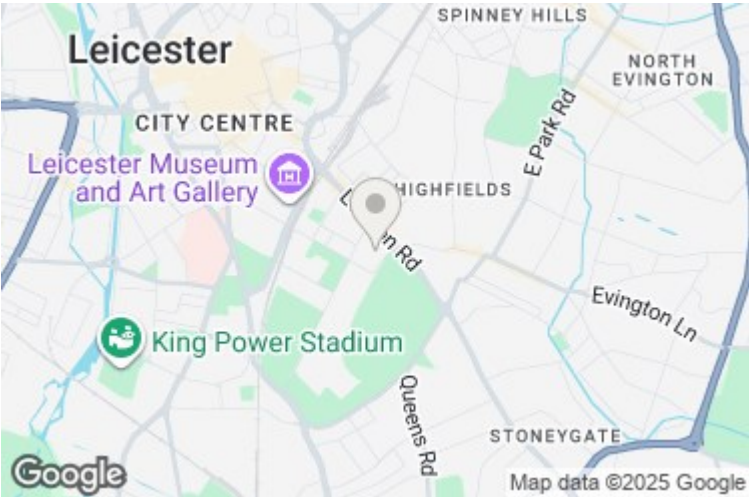 SPINNEY HILLS
Leicester
NORTH
EVINGTON
CITY CENTRE
E Park Rd
Leicester Museum
and Art Gallery
HIGHFIELDS
Rd
Evington Ln
King Power Stadium
Queens Rd
STONEYGATE
Google
Map data ©2025 Google